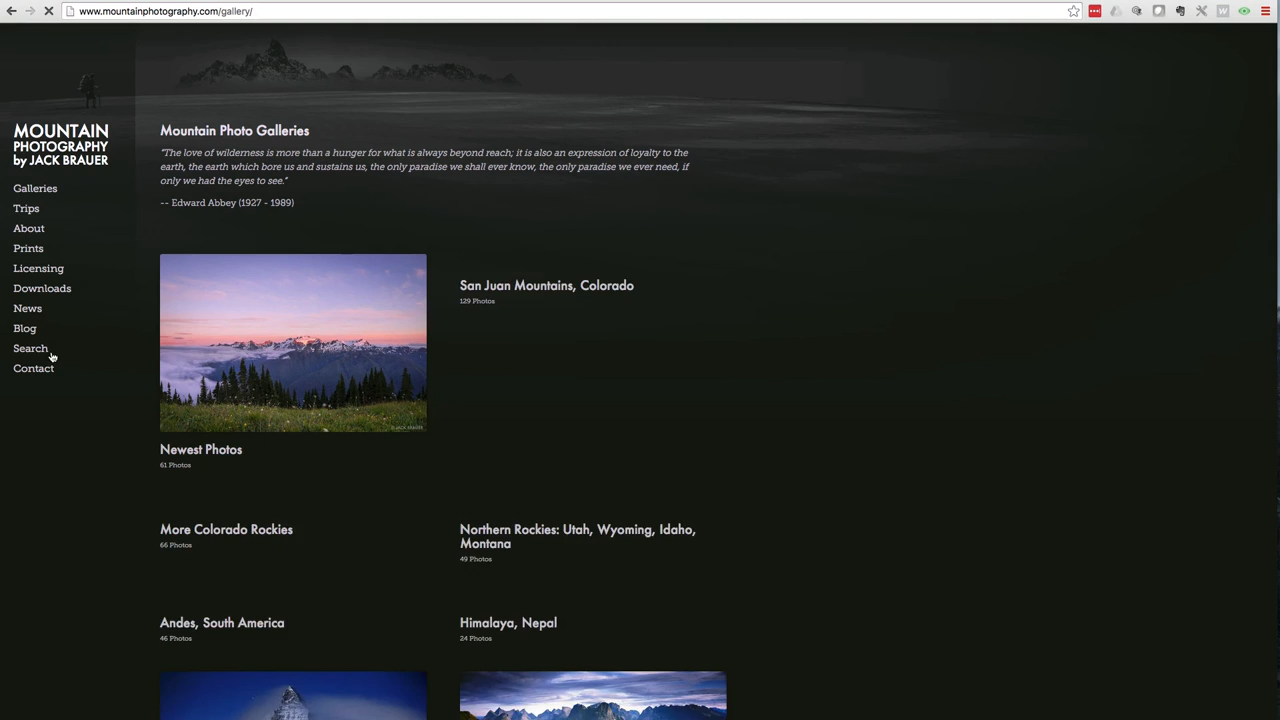 www.mountainphotography.com/gallery/
MOUNTAIN
PHOTOGRAPHY
by JACK BRAUER
Galleries
Trips
About
Prints
Licensing
Downloads
News
Blog
Search
Contact
Mountain Photo Galleries
"The love of wilderness is more than a hunger for what is always beyond reach; it is also an expression of loyalty to the
earth, the earth which bore us and sustains us, the only paradise we shall ever know, the only paradise we ever need, if
only we had the eyes to see."
-- Edward Abbey (1927 - 1989)
© JACK BRAUER
Newest Photos
61 Photos
San Juan Mountains, Colorado
129 Photos
More Colorado Rockies
66 Photos
Northern Rockies: Utah, Wyoming, Idaho,
Montana
49 Photos
Andes, South America
46 Photos
Himalaya, Nepal
24 Photos